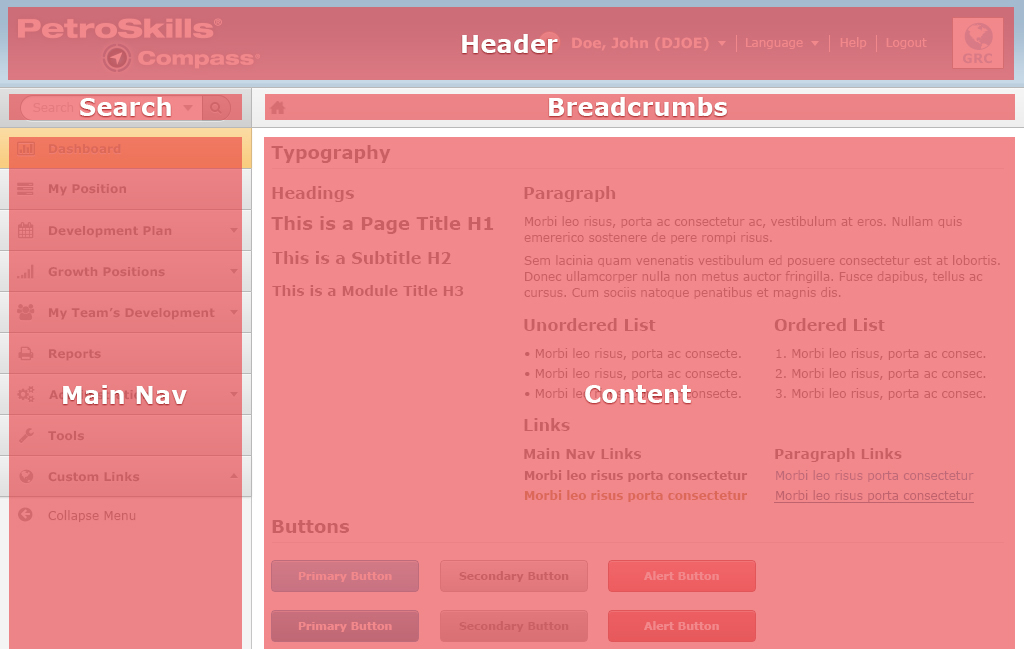 PetroSkills®
Compass
Header
Doe, John (DJOE)
Language
Help
Logout
GRC
Search
Search
Breadcrumbs
Dashboard
My Position
Development Plan
Growth Positions
My Team's Development
Reports
Main Nav
Tools
Custom Links
Collapse Menu
Typography
Headings
This is a Page Title H1
This is a Subtitle H2
This is a Module Title H3
Paragraph
Morbi leo risus, porta ac consectetur ac, vestibulum at eros. Nullam quis
emererico sostenere de pere rompi risus.
Sem lacinia quam venenatis vestibulum ed posuere consectetur est at lobortis.
Donec ullamcorper nulla non metus auctor fringilla. Fusce dapibus, tellus ac
cursus. Cum sociis natoque penatibus et magnis dis.
Unordered List
• Morbi leo risus, porta ac consecte.
• Morbi leo risus, porta ac consecte.
• Morbi leo risus, porta ac consecte.
Content
Ordered List
1. Morbi leo risus, porta ac consec.
2. Morbi leo risus, porta ac consec.
3. Morbi leo risus, porta ac consec.
Links
Main Nav Links
Morbi leo risus porta consectetur
Morbi leo risus porta consectetur
Paragraph Links
Morbi leo risus porta consectetur
Morbi leo risus porta consectetur
Buttons
Primary Button
Secondary Button
Alert Button
Primary Button
Secondary Button
Alert Button